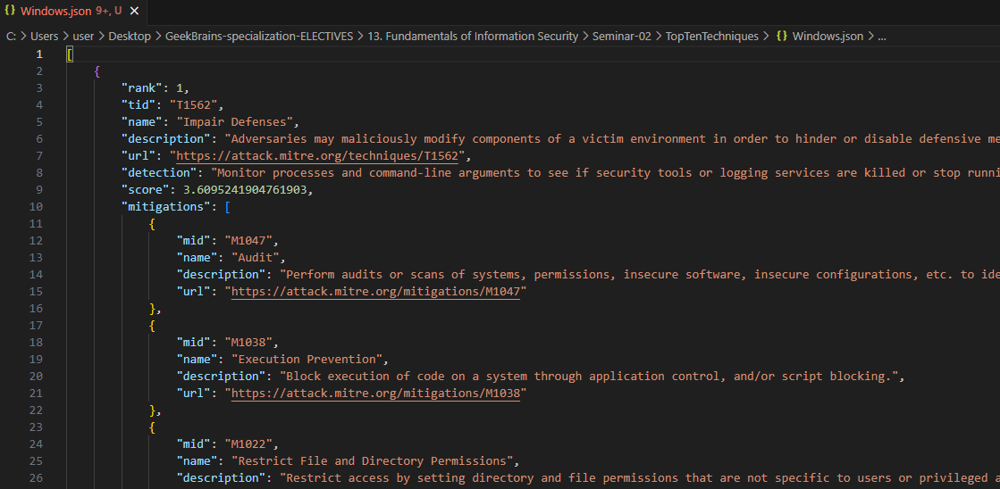 {} Windows.json 9+, U ×
C: > Users > user > Desktop > GeekBrains-specialization-ELECTIVES > 13. Fundamentals of Information Security > Seminar-02 > TopTenTechniques > {} Windows.json > ...
1 [
2 {
3 "rank": 1,
4 "tid": "T1562",
5 "name": "Impair Defenses",
6 "description": "Adversaries may maliciously modify components of a victim environment in order to hinder or disable defensive me
7 "url": "https://attack.mitre.org/techniques/T1562",
8 "detection": "Monitor processes and command-line arguments to see if security tools or logging services are killed or stop runni
9 "score": 3.6095241904761903,
10 "mitigations": [
11 {
12 "mid": "M1047",
13 "name": "Audit",
14 "description": "Perform audits or scans of systems, permissions, insecure software, insecure configurations, etc. to ide
15 "url": "https://attack.mitre.org/mitigations/M1047"
16 },
17 {
18 "mid": "M1038",
19 "name": "Execution Prevention",
20 "description": "Block execution of code on a system through application control, and/or script blocking.",
21 "url": "https://attack.mitre.org/mitigations/M1038"
22 },
23 {
24 "mid": "M1022",
25 "name": "Restrict File and Directory Permissions",
26 "description": "Restrict access by setting directory and file permissions that are not specific to users or privileged a